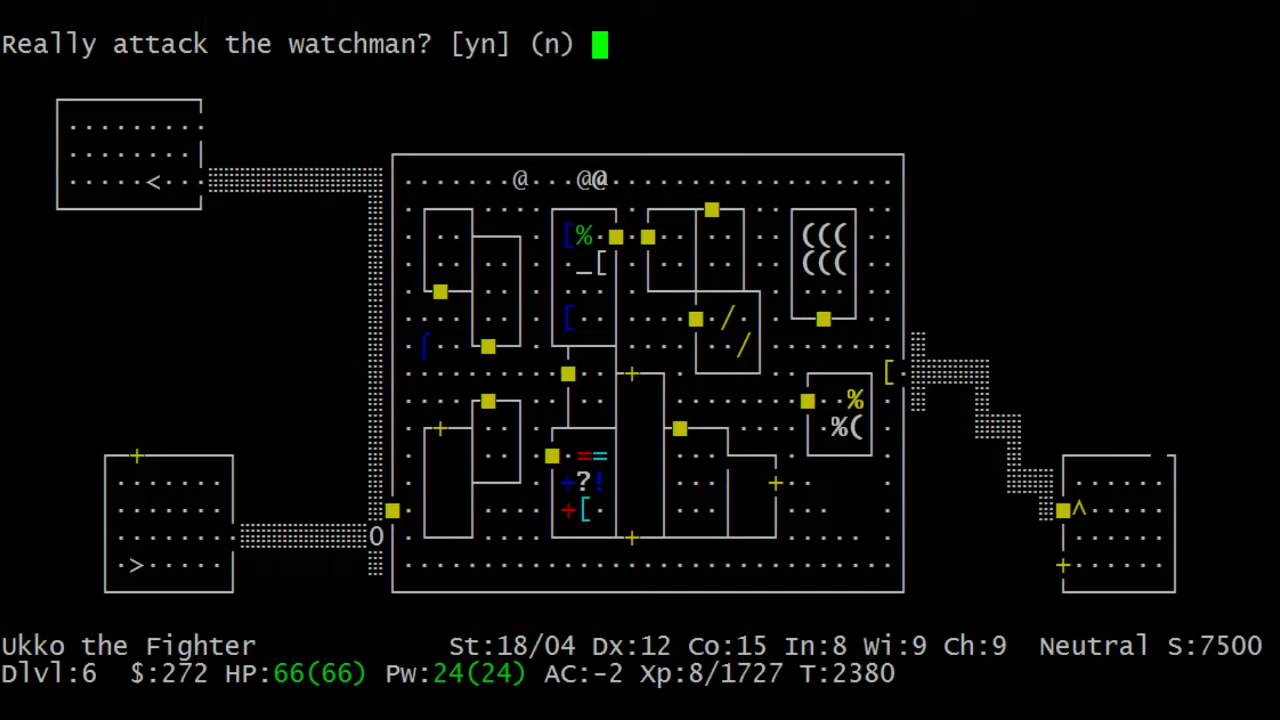 Really attack the watchman? [yn] (n)
Ukko the Fighter St:18/04 Dx:12 Co:15 In:8 Wi:9 Ch:9 Neutral S:7500
Dlvl:6 $:272 HP:66(66) Pw:24(24) AC:-2 Xp:8/1727 T:2380